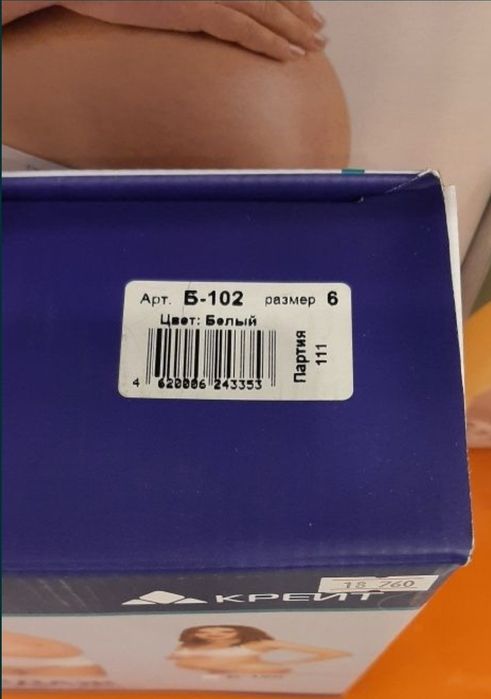 Арт. Б-102 размер 6
Цвет: Белый
Партия
111
4 620006 243353
18 760
КРЕЙТ